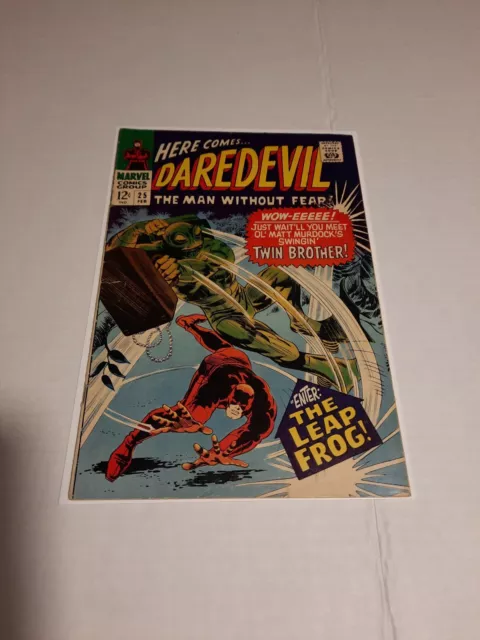 HERE COMES...
DAREDEVIL
THE MAN WITHOUT FEAR!
MARVEL
COMICS
GROUP
12¢
25
FEB
WOW-EEEEE!
JUST WAIT'LL YOU MEET
OL' MATT MURDOCK'S
SWINGIN'
TWIN BROTHER!
ENTER:
THE
LEAP
FROG!